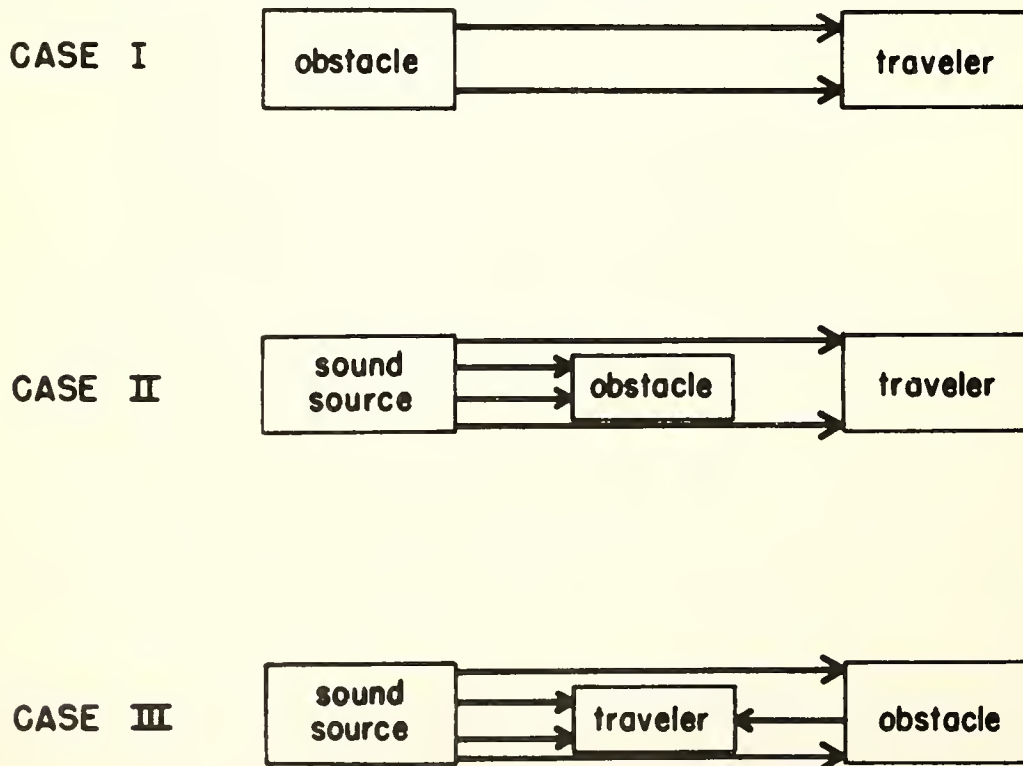 CASE I
obstacle
traveler
CASE II
sound
source
obstacle
traveler
CASE III
sound
source
traveler
obstacle